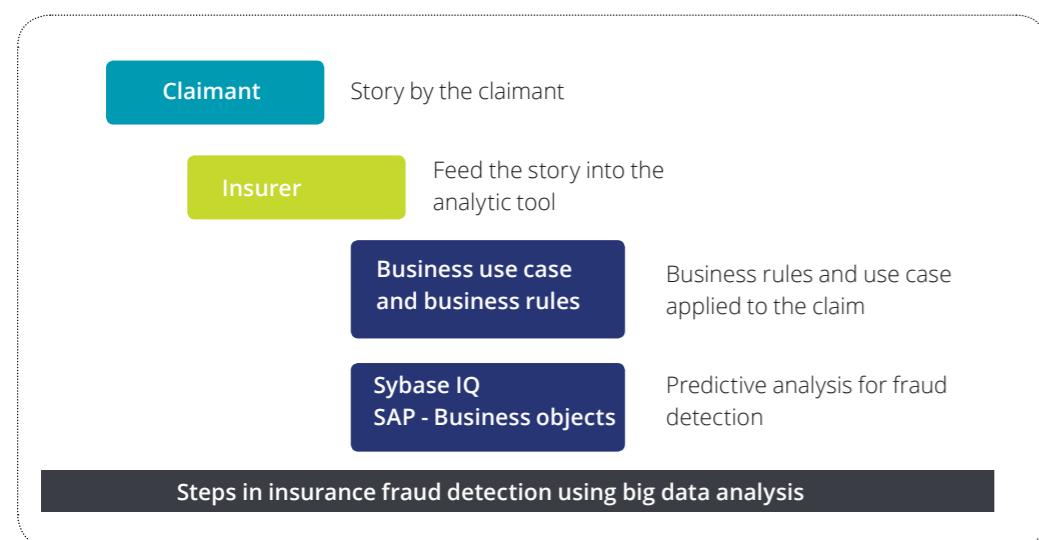 Claimant
Story by the claimant
Insurer
Feed the story into the
analytic tool
Business use case
and business rules
Business rules and use case
applied to the claim
Sybase IQ
SAP - Business objects
Predictive analysis for fraud
detection
Steps in insurance fraud detection using big data analysis